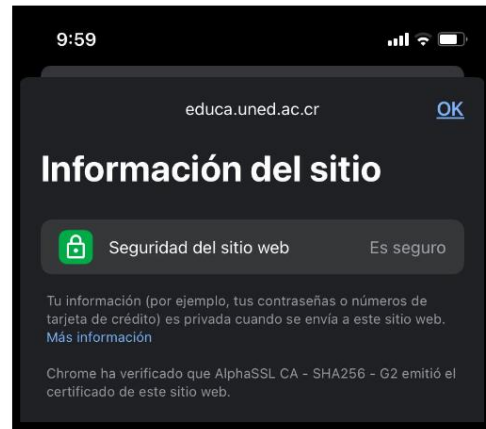 9:59
educa.uned.ac.cr
OK
Información del sitio
Seguridad del sitio web
Es seguro
Tu información (por ejemplo, tus contraseñas o números de
tarjeta de crédito) es privada cuando se envía a este sitio web.
Más información
Chrome ha verificado que AlphaSSL CA - SHA256 - G2 emitió el
certificado de este sitio web.